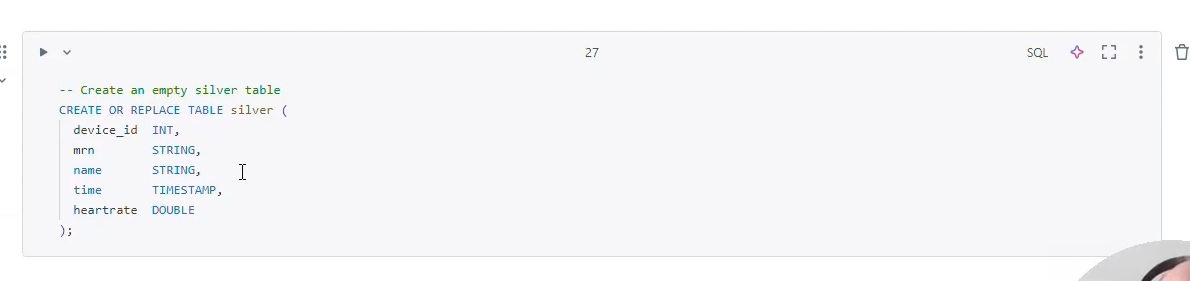 27
SQL
-- Create an empty silver table
CREATE OR REPLACE TABLE silver (
device_id INT,
mrn STRING,
name STRING,
time TIMESTAMP,
heartrate DOUBLE
);